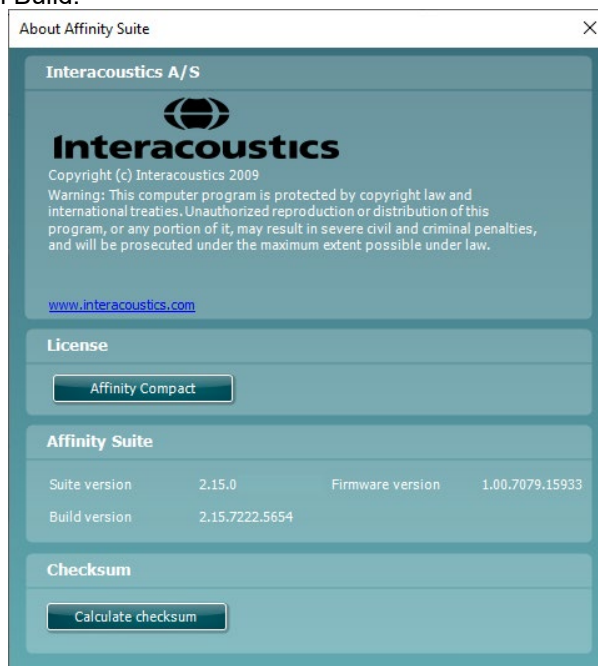 Build.
About Affinity Suite
Interacoustics A/S
Interacoustics
Copyright (c) Interacoustics 2009
Warning: This computer program is protected by copyright law and
international treaties. Unauthorized reproduction or distribution of this
program, or any portion of it, may result in severe civil and criminal penalties,
and will be prosecuted under the maximum extent possible under law.
www.interacoustics.com
License
Affinity Compact
Affinity Suite
Suite version 2.15.0 Firmware version 1.00.7079.15933
Build version 2.15.7222.5654
Checksum
Calculate checksum